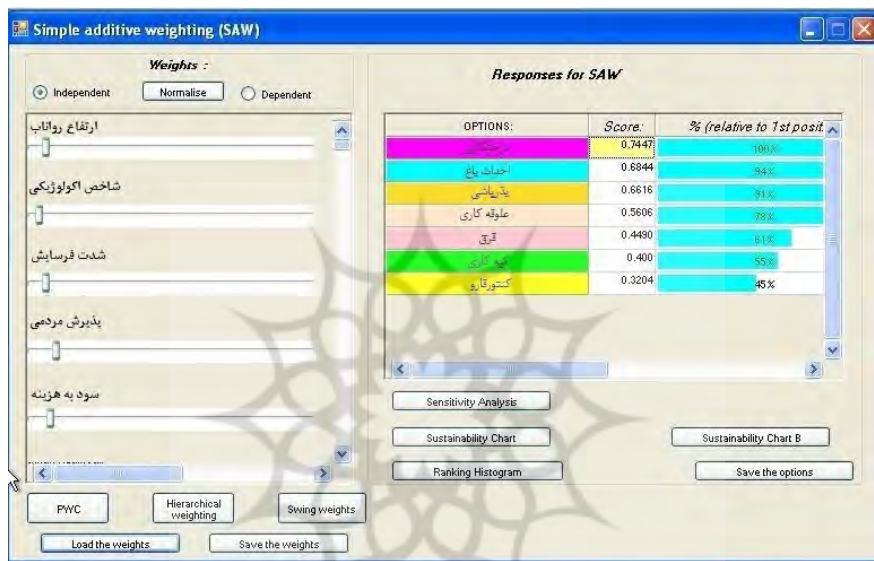 Simple additive weighting (SAW)
Weights :
Independent Normalise Dependent
ارتفاع رواناب
شاخص اکولوژیکی
شدت فرسایش
پذیرش مردمی
سود به هزینه
PWC Hierarchical weighting Swing weights
Load the weights Save the weights
Responses for SAW
OPTIONS: Score: % (relative to 1st posit
0.7447 100%
احداث باغ 0.6844 94%
بذرپاشی 0.6616 91%
علوفه کاری 0.5606 78%
قرق 0.4490 61%
کپه کاری 0.400 55%
کنتورفارو 0.3204 45%
Sensitivity Analysis
Sustainability Chart Sustainability Chart B
Ranking Histogram Save the options